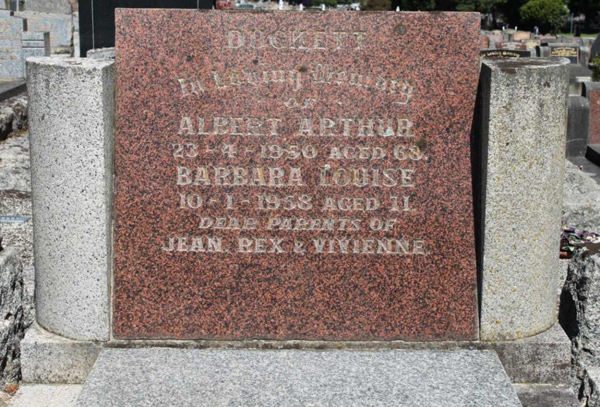 DUCKETT
In Loving Memory
OF
ALBERT ARTHUR
23-4-1950 AGED 68.
BARBARA LOUISE
10-1-1958 AGED 71.
DEAR PARENTS OF
JEAN, REX & VIVIENNE.